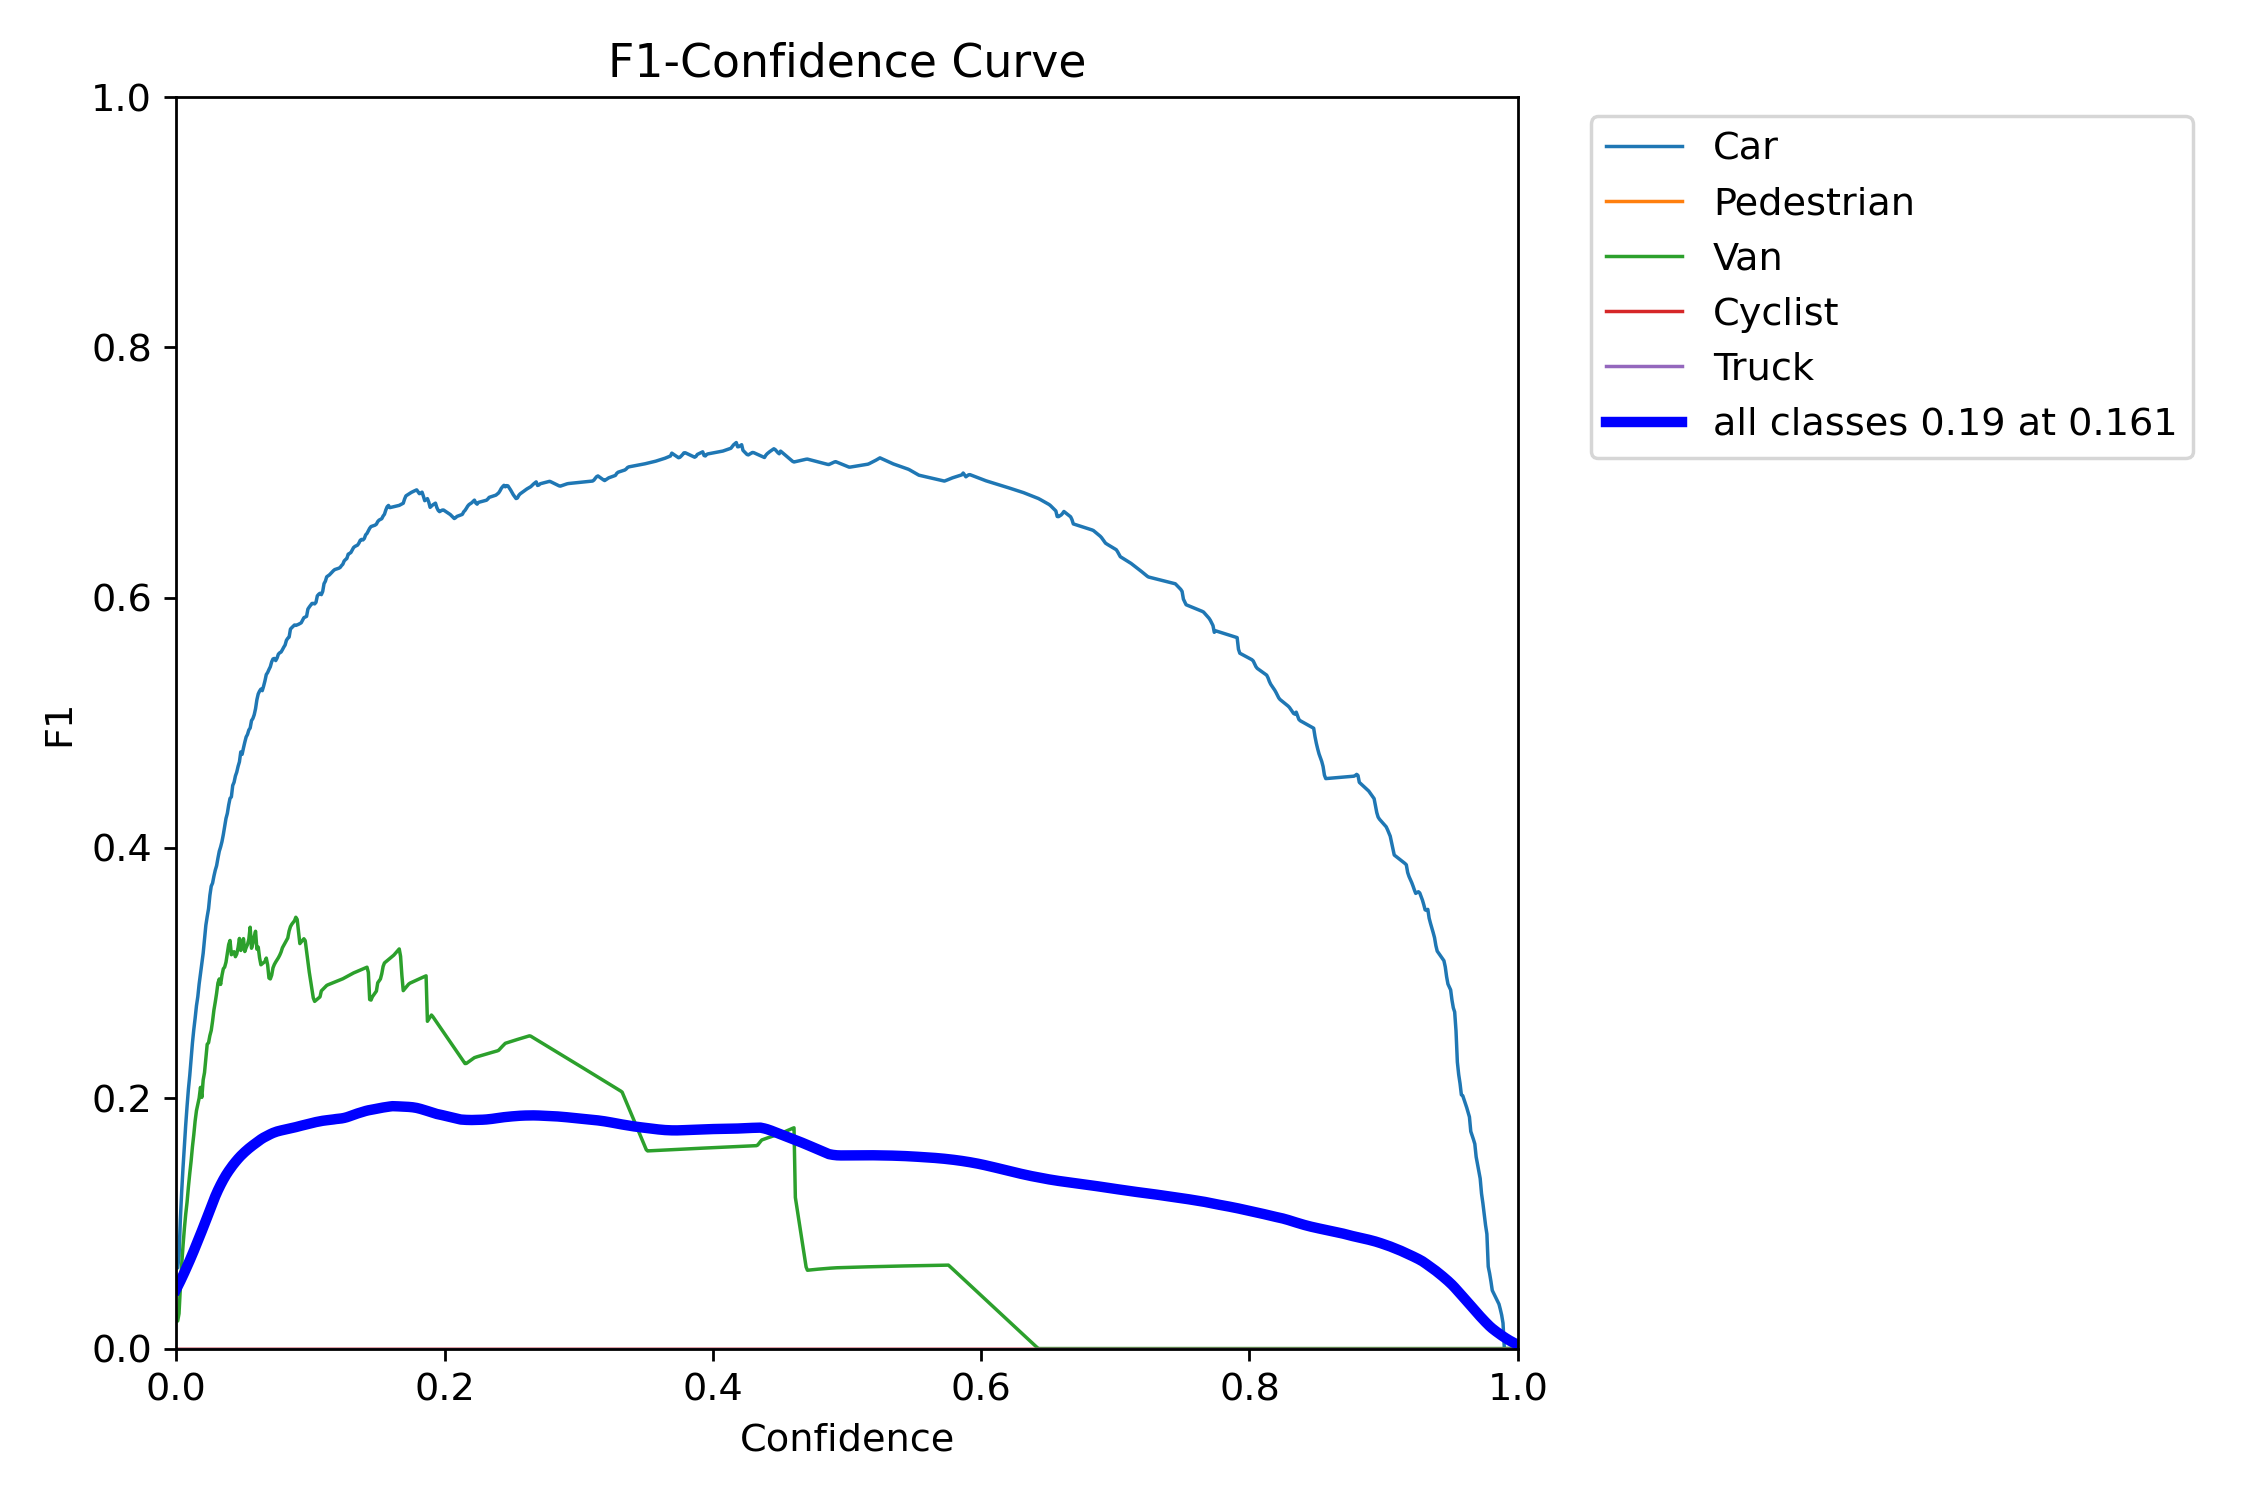 F1-Confidence Curve
1.0
0.8
0.6
0.4
0.2
0.0
F1
0.0 0.2 0.4 0.6 0.8 1.0
Confidence
Car
Pedestrian
Van
Cyclist
Truck
all classes 0.19 at 0.161